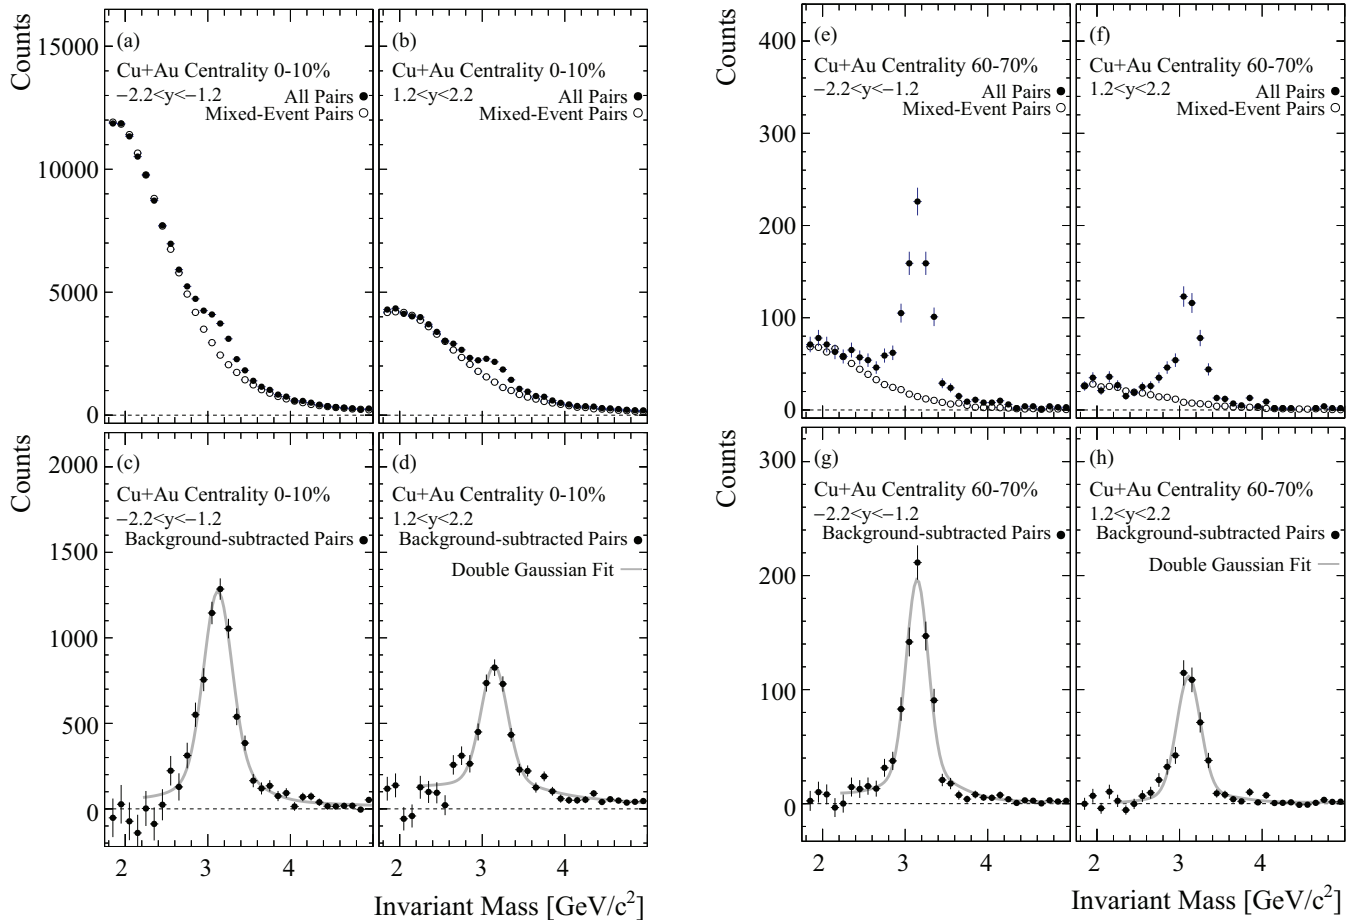 Counts
15000
10000
5000
0
(a)
Cu+Au Centrality 0-10%
−2.2<y<−1.2
All Pairs
Mixed-Event Pairs
(b)
Cu+Au Centrality 0-10%
1.2<y<2.2
All Pairs
Mixed-Event Pairs
Counts
2000
1500
1000
500
0
(c)
Cu+Au Centrality 0-10%
−2.2<y<−1.2
Background-subtracted Pairs
(d)
Cu+Au Centrality 0-10%
1.2<y<2.2
Background-subtracted Pairs
Double Gaussian Fit
2 3 4 2 3 4
Invariant Mass [GeV/c²]
Counts
400
300
200
100
0
(e)
Cu+Au Centrality 60-70%
−2.2<y<−1.2
All Pairs
Mixed-Event Pairs
(f)
Cu+Au Centrality 60-70%
1.2<y<2.2
All Pairs
Mixed-Event Pairs
Counts
300
200
100
0
(g)
Cu+Au Centrality 60-70%
−2.2<y<−1.2
Background-subtracted Pairs
(h)
Cu+Au Centrality 60-70%
1.2<y<2.2
Background-subtracted Pairs
Double Gaussian Fit
2 3 4 2 3 4
Invariant Mass [GeV/c²]